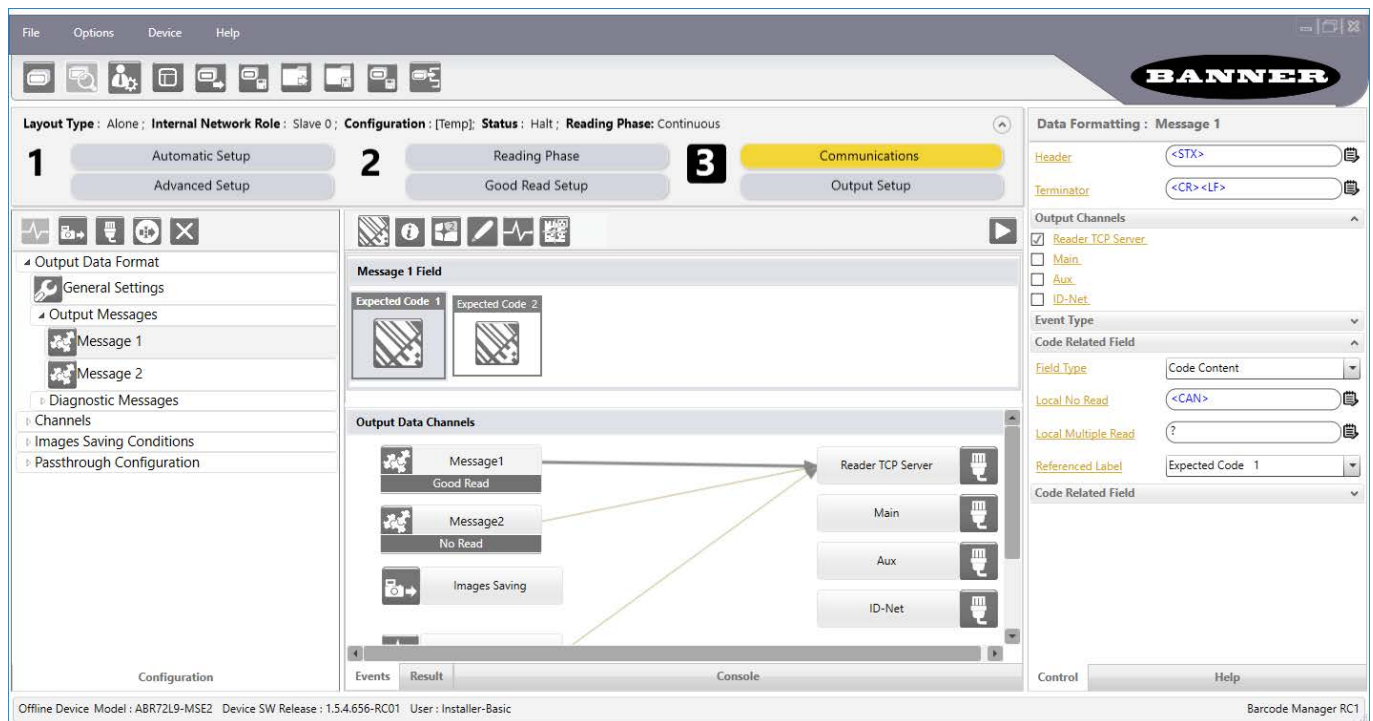 File Options Device Help
BANNER
Layout Type : Alone ; Internal Network Role : Slave 0 ; Configuration : [Temp]; Status : Halt ; Reading Phase: Continuous
1
Automatic Setup
Advanced Setup
2
Reading Phase
Good Read Setup
3
Communications
Output Setup
Output Data Format
General Settings
Output Messages
Message 1
Message 2
Diagnostic Messages
Channels
Images Saving Conditions
Passthrough Configuration
Configuration
Message 1 Field
Expected Code 1 Expected Code 2
Output Data Channels
Message1
Good Read
Message2
No Read
Images Saving
Reader TCP Server
Main
Aux
ID-Net
Events Result Console
Data Formatting : Message 1
Header <STX>
Terminator <CR><LF>
Output Channels
Reader TCP Server
Main
Aux
ID-Net
Event Type
Code Related Field
Field Type Code Content
Local No Read <CAN>
Local Multiple Read ?
Referenced Label Expected Code 1
Code Related Field
Control Help
Offline Device Model : ABR72L9-MSE2 Device SW Release : 1.5.4.656-RC01 User : Installer-Basic
Barcode Manager RC1